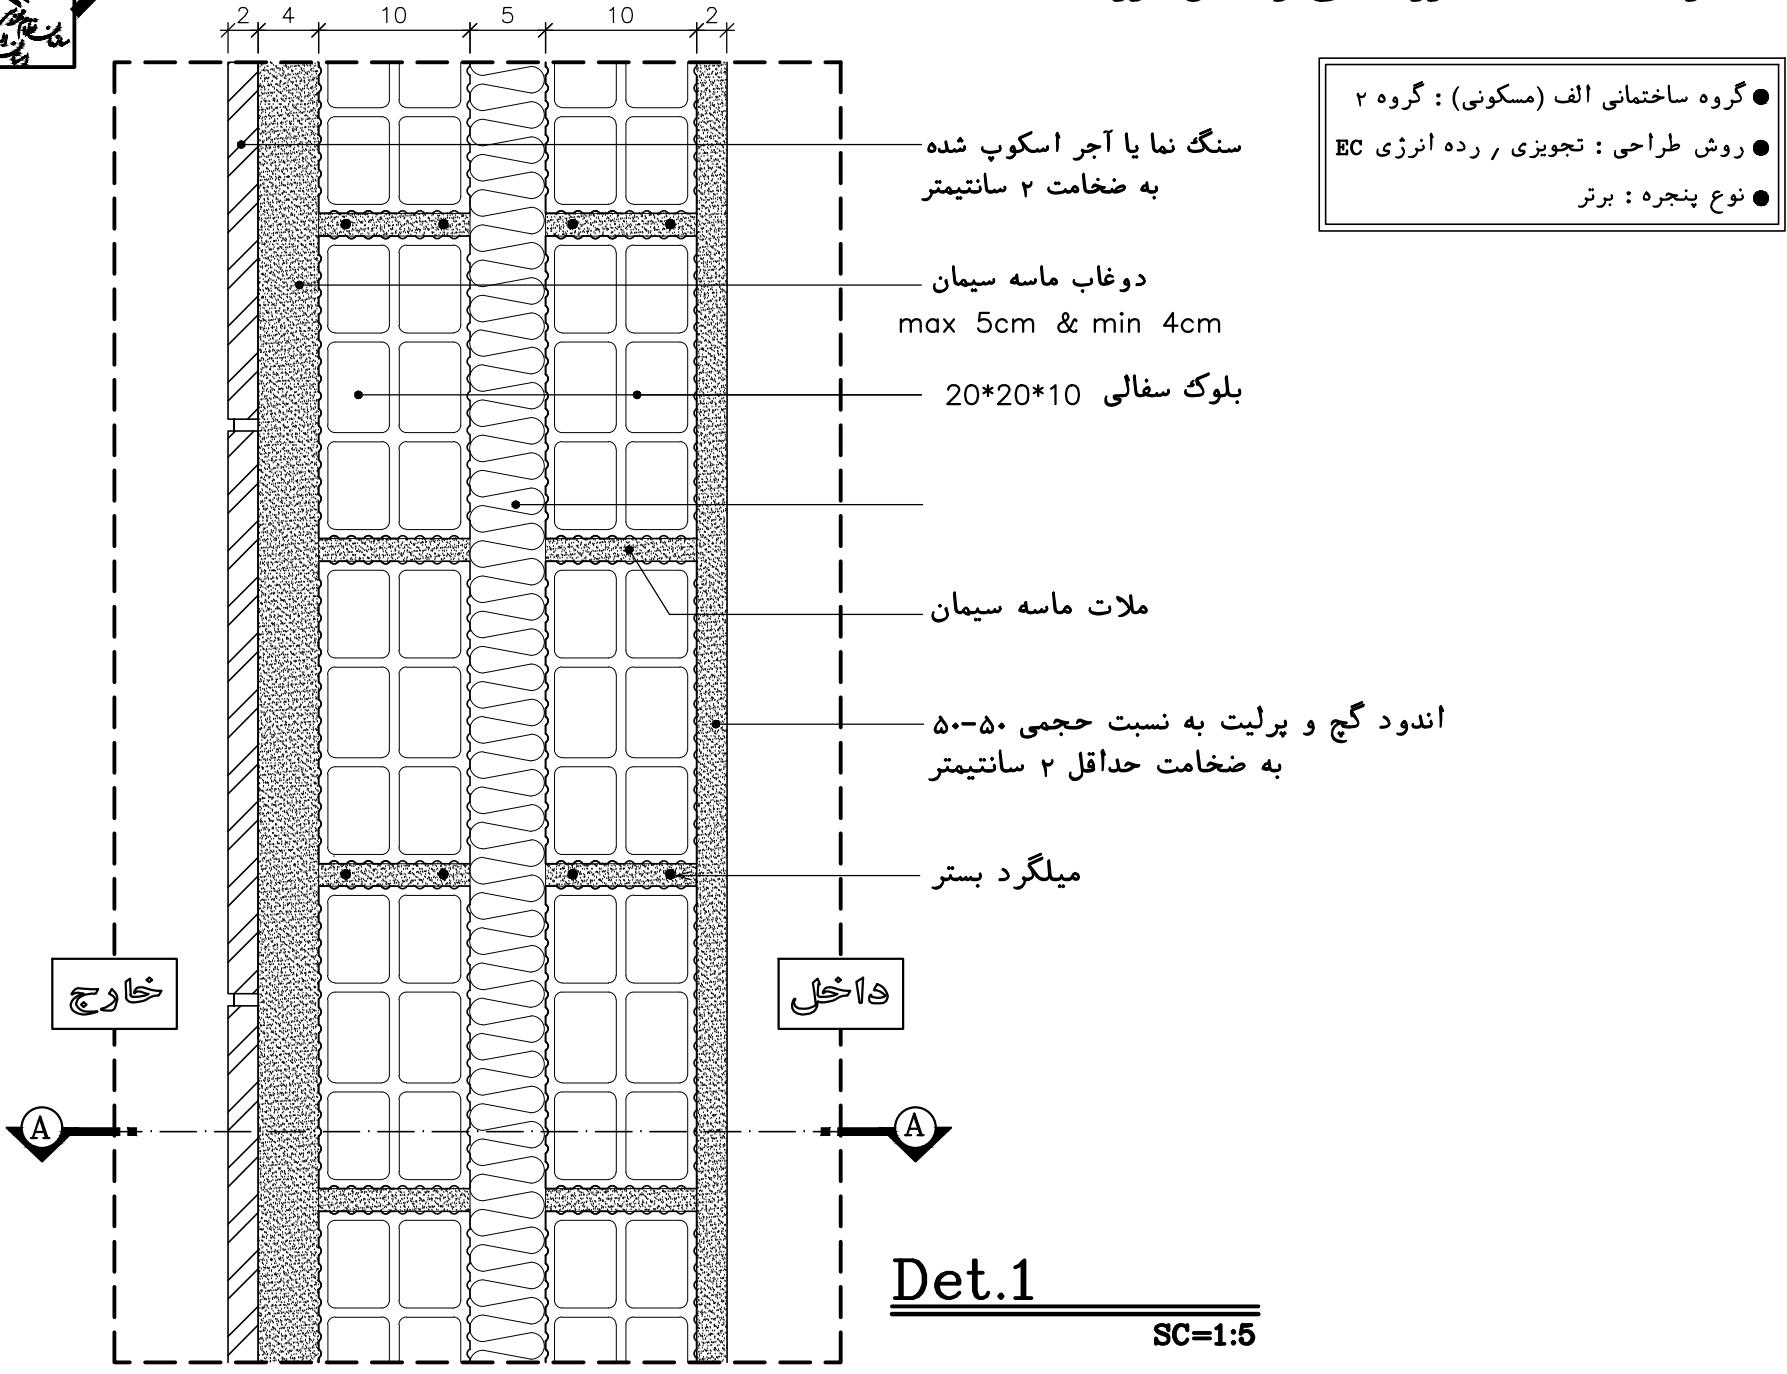 2 4 10 5 10 2
● گروه ساختمانی الف (مسکونی) : گروه ۲
● روش طراحی : تجویزی , رده انرژی EC
● نوع پنجره : برتر
سنگ نما یا آجر اسکوپ شده
به ضخامت ۲ سانتیمتر
دوغاب ماسه سیمان
max 5cm & min 4cm
بلوک سفالی 20*20*10
ملات ماسه سیمان
اندود گچ و پرلیت به نسبت حجمی ۵۰-۵۰
به ضخامت حداقل ۲ سانتیمتر
میلگرد بستر
خارج
داخل
A
A
Det.1
SC=1:5